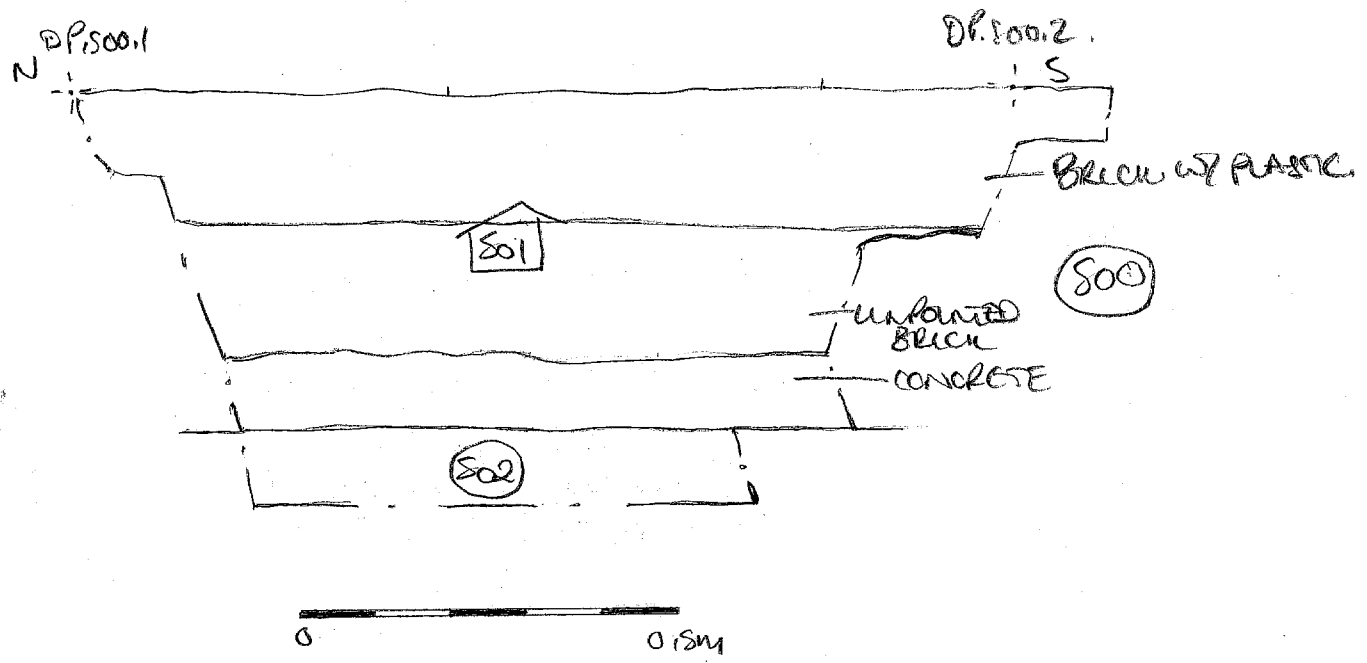 DP.500.1
DP.500.2.
N
S
BRICK W/ PLASTIC.
501
500
UNPOINTED
BRICK
CONCRETE
502
0
0.5m